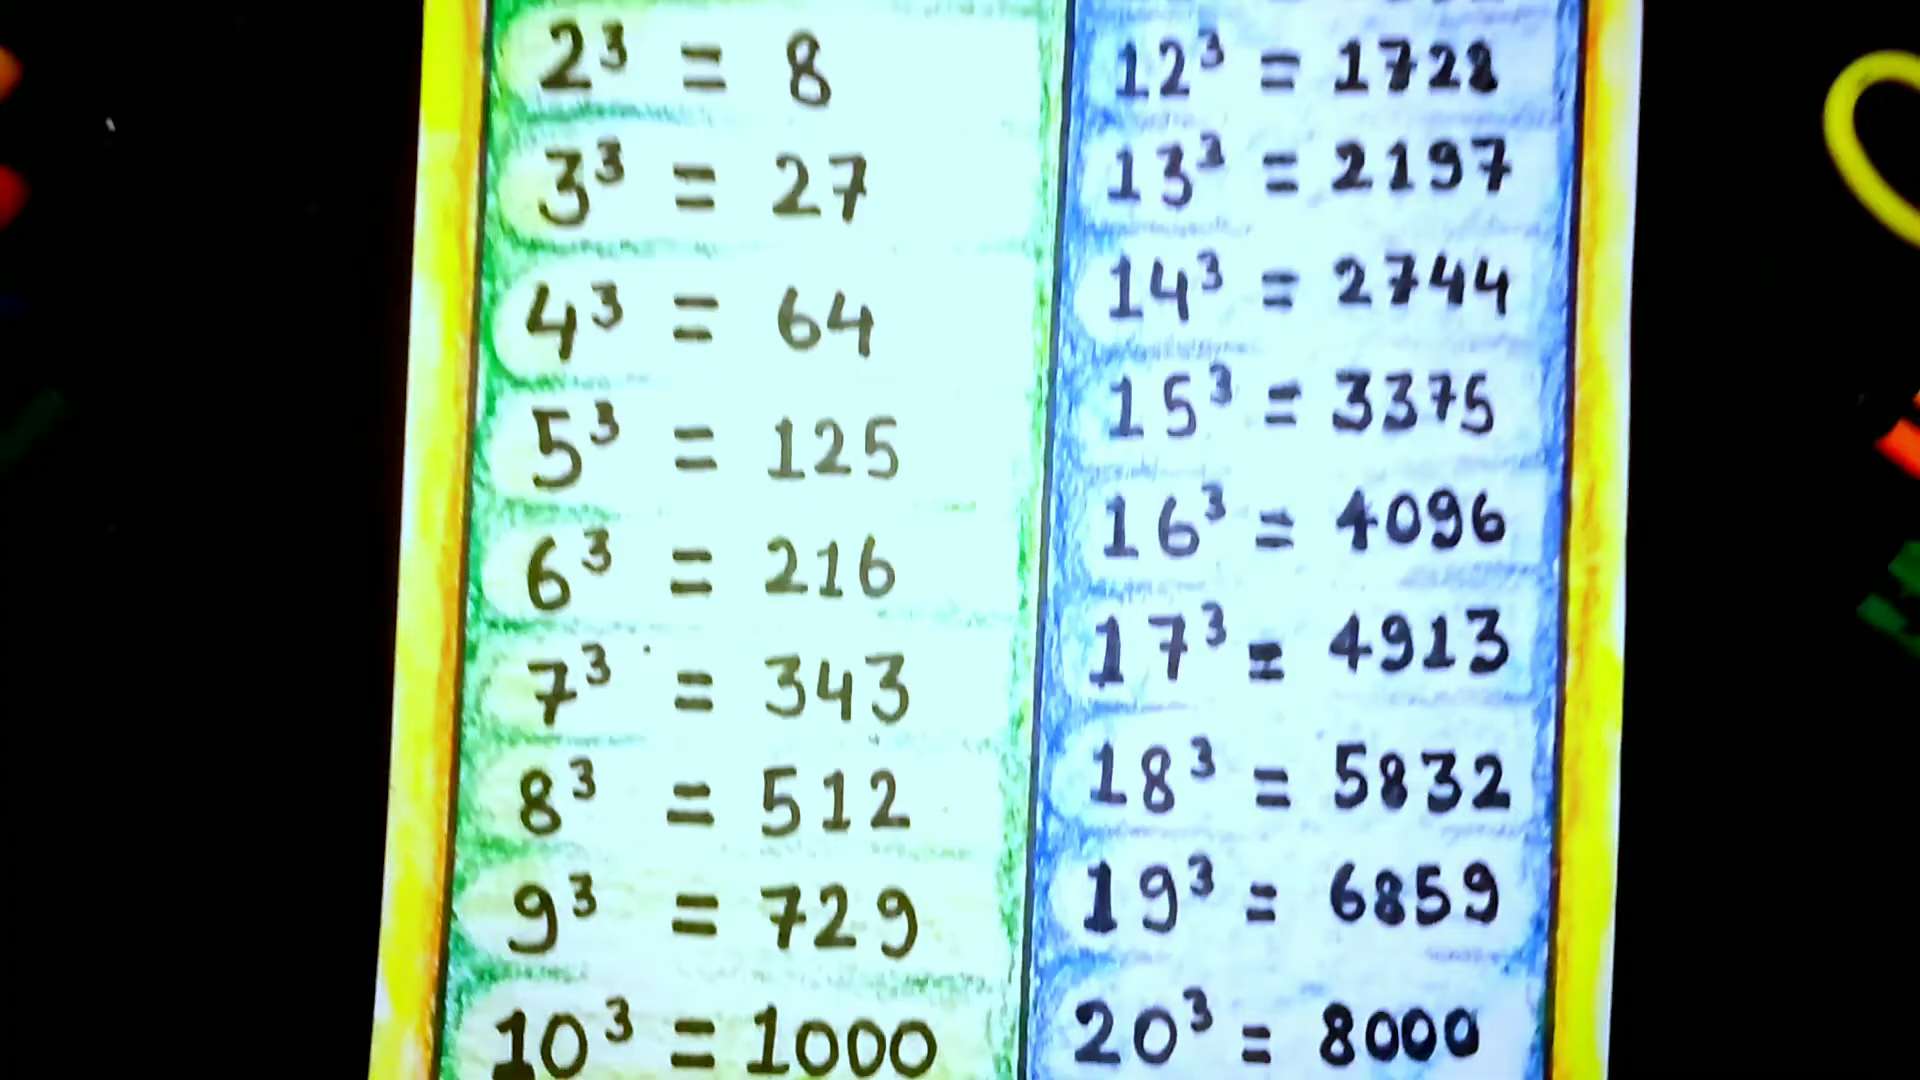 2³ = 8
3³ = 27
4³ = 64
5³ = 125
6³ = 216
7³ = 343
8³ = 512
9³ = 729
10³ = 1000
12³ = 1728
13³ = 2197
14³ = 2744
15³ = 3375
16³ = 4096
17³ = 4913
18³ = 5832
19³ = 6859
20³ = 8000